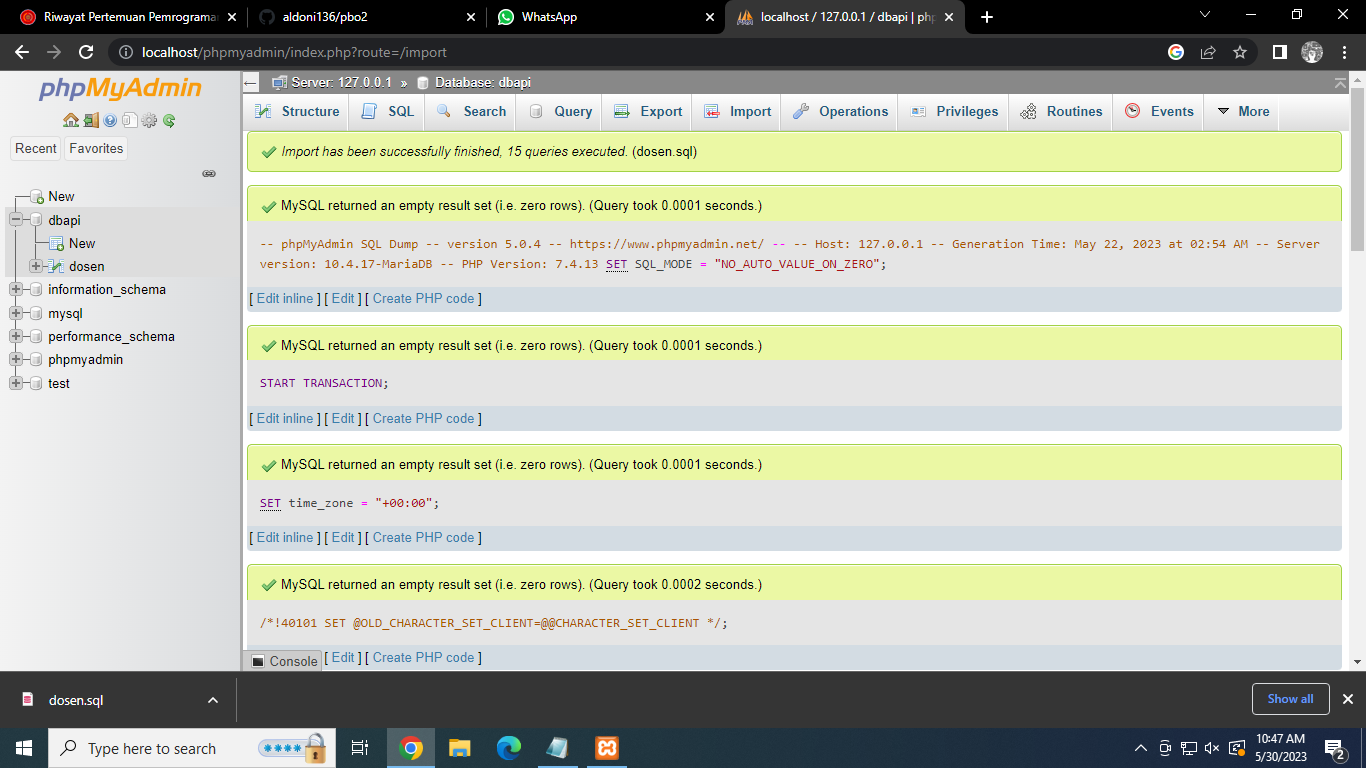 Riwayat Pertemuan Pemrograma
aldoni136/pbo2
WhatsApp
localhost / 127.0.0.1 / dbapi | ph
localhost/phpmyadmin/index.php?route=/import
phpMyAdmin
Recent
Favorites
New
dbapi
New
dosen
information_schema
mysql
performance_schema
phpmyadmin
test
Server: 127.0.0.1 » Database: dbapi
Structure SQL Search Query Export Import Operations Privileges Routines Events More
Import has been successfully finished, 15 queries executed. (dosen.sql)
MySQL returned an empty result set (i.e. zero rows). (Query took 0.0001 seconds.)
-- phpMyAdmin SQL Dump -- version 5.0.4 -- https://www.phpmyadmin.net/ -- -- Host: 127.0.0.1 -- Generation Time: May 22, 2023 at 02:54 AM -- Server
version: 10.4.17-MariaDB -- PHP Version: 7.4.13 SET SQL_MODE = "NO_AUTO_VALUE_ON_ZERO";
[ Edit inline ] [ Edit ] [ Create PHP code ]
MySQL returned an empty result set (i.e. zero rows). (Query took 0.0001 seconds.)
START TRANSACTION;
[ Edit inline ] [ Edit ] [ Create PHP code ]
MySQL returned an empty result set (i.e. zero rows). (Query took 0.0001 seconds.)
SET time_zone = "+00:00";
[ Edit inline ] [ Edit ] [ Create PHP code ]
MySQL returned an empty result set (i.e. zero rows). (Query took 0.0002 seconds.)
/*!40101 SET @OLD_CHARACTER_SET_CLIENT=@@CHARACTER_SET_CLIENT */;
Console [ Edit ] [ Create PHP code ]
dosen.sql
Show all
Type here to search
10:47 AM
5/30/2023
2